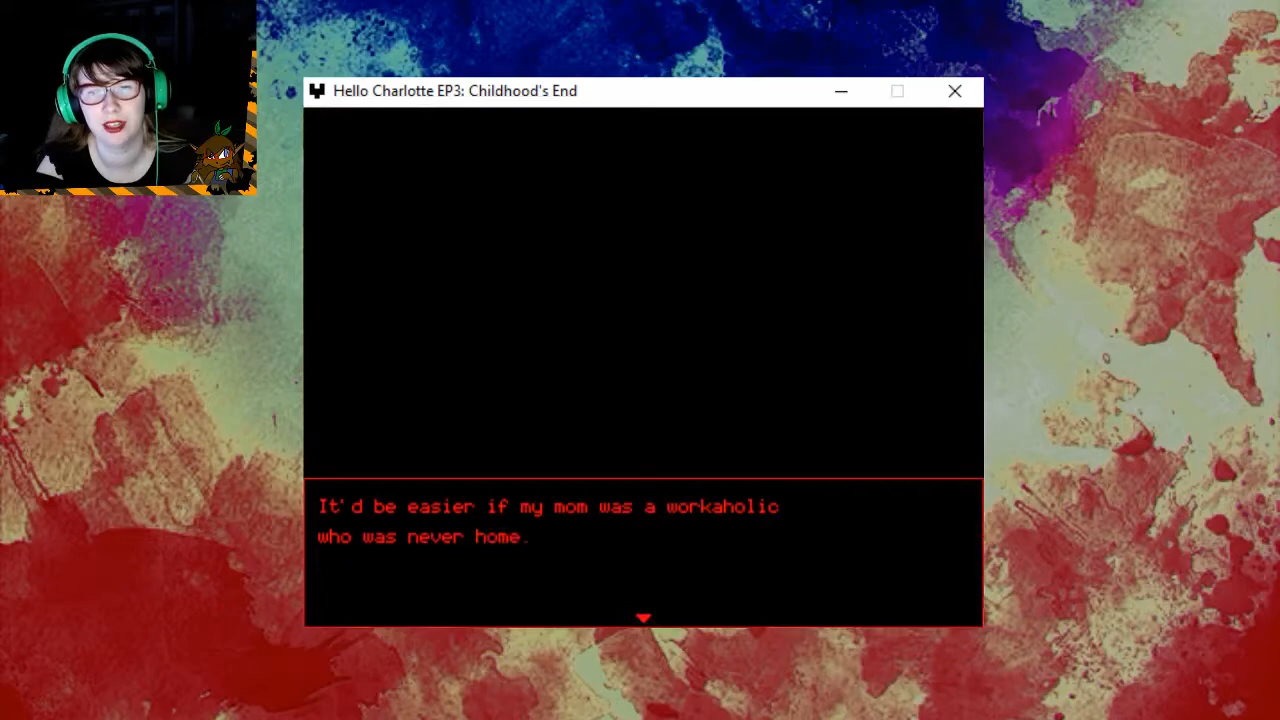 Hello Charlotte EP3: Childhood's End
It'd be easier if my mom was a workaholic
who was never home.